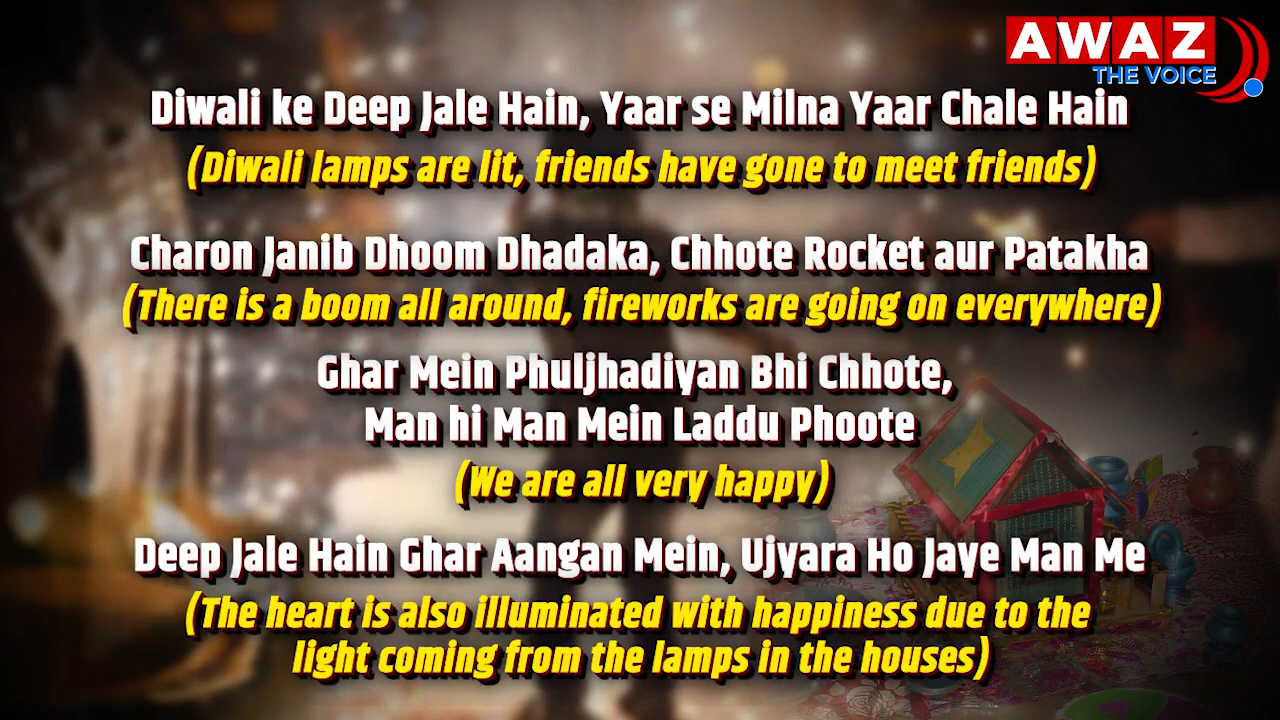 AWAZ
THE VOICE
Diwali ke Deep Jale Hain, Yaar se Milna Yaar Chale Hain
(Diwali lamps are lit, friends have gone to meet friends)
Charon Janib Dhoom Dhadaka, Chhote Rocket aur Patakha
(There is a boom all around, fireworks are going on everywhere)
Ghar Mein Phuljhadiyan Bhi Chhote,
Man hi Man Mein Laddu Phoote
(We are all very happy)
Deep Jale Hain Ghar Aangan Mein, Ujyara Ho Jaye Man Me
(The heart is also illuminated with happiness due to the
light coming from the lamps in the houses)